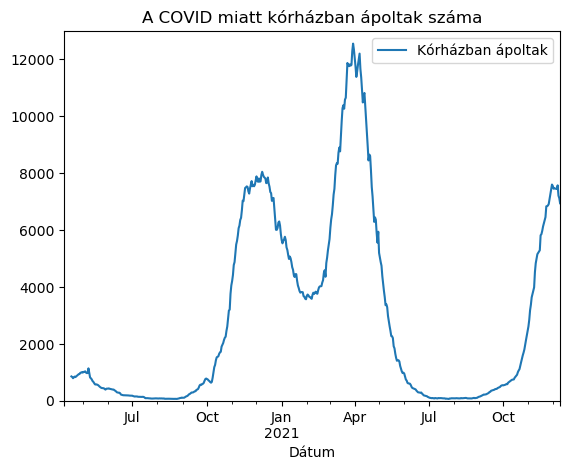 A COVID miatt kórházban ápoltak száma
Kórházban ápoltak
12000
10000
8000
6000
4000
2000
0
Jul
Oct
Jan
Apr
Jul
Oct
2021
Dátum